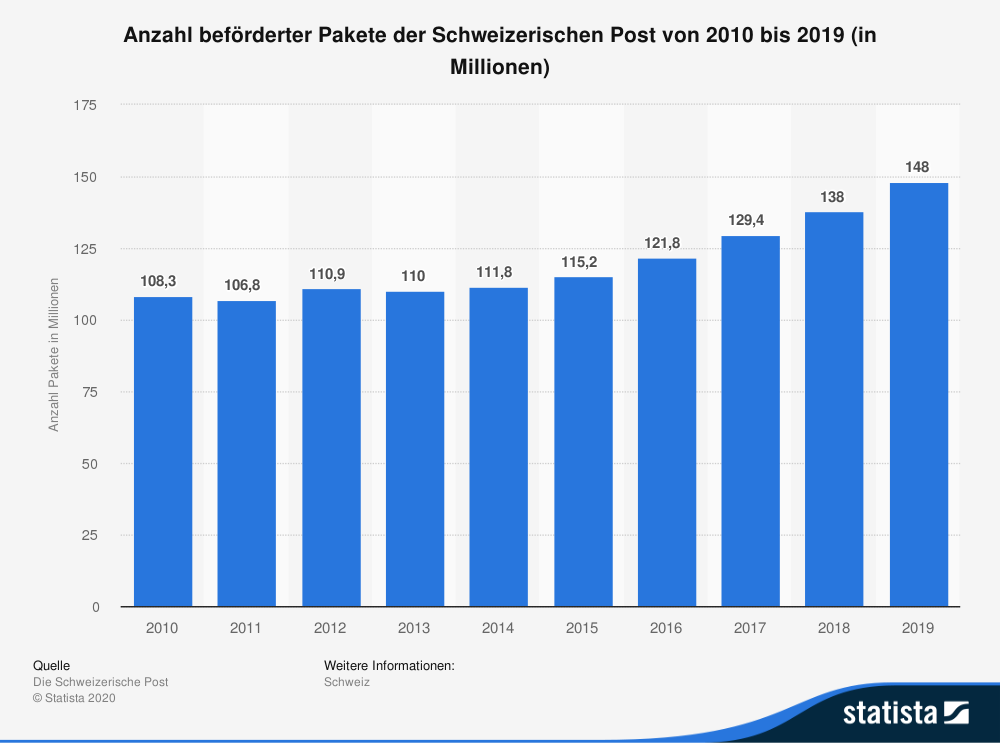 Anzahl beförderter Pakete der Schweizerischen Post von 2010 bis 2019 (in
Millionen)
175
150
125
100
75
50
25
0
Anzahl Pakete in Millionen
108,3
106,8
110,9
110
111,8
115,2
121,8
129,4
138
148
2010 2011 2012 2013 2014 2015 2016 2017 2018 2019
Quelle
Die Schweizerische Post
© Statista 2020
Weitere Informationen:
Schweiz
statista